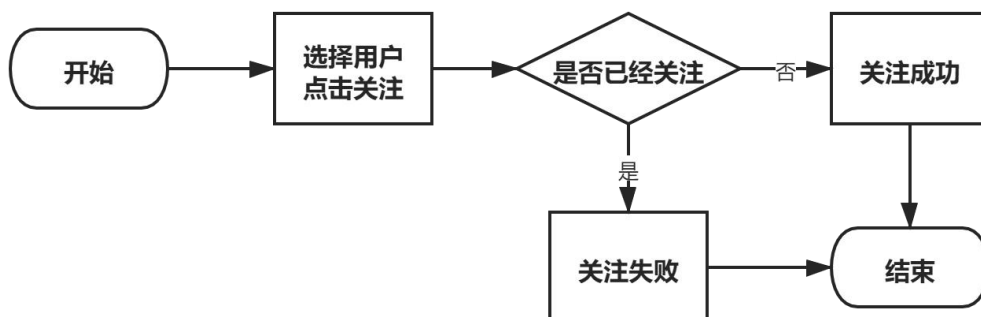 开始
选择用户
点击关注
是否已经关注
否
关注成功
是
关注失败
结束